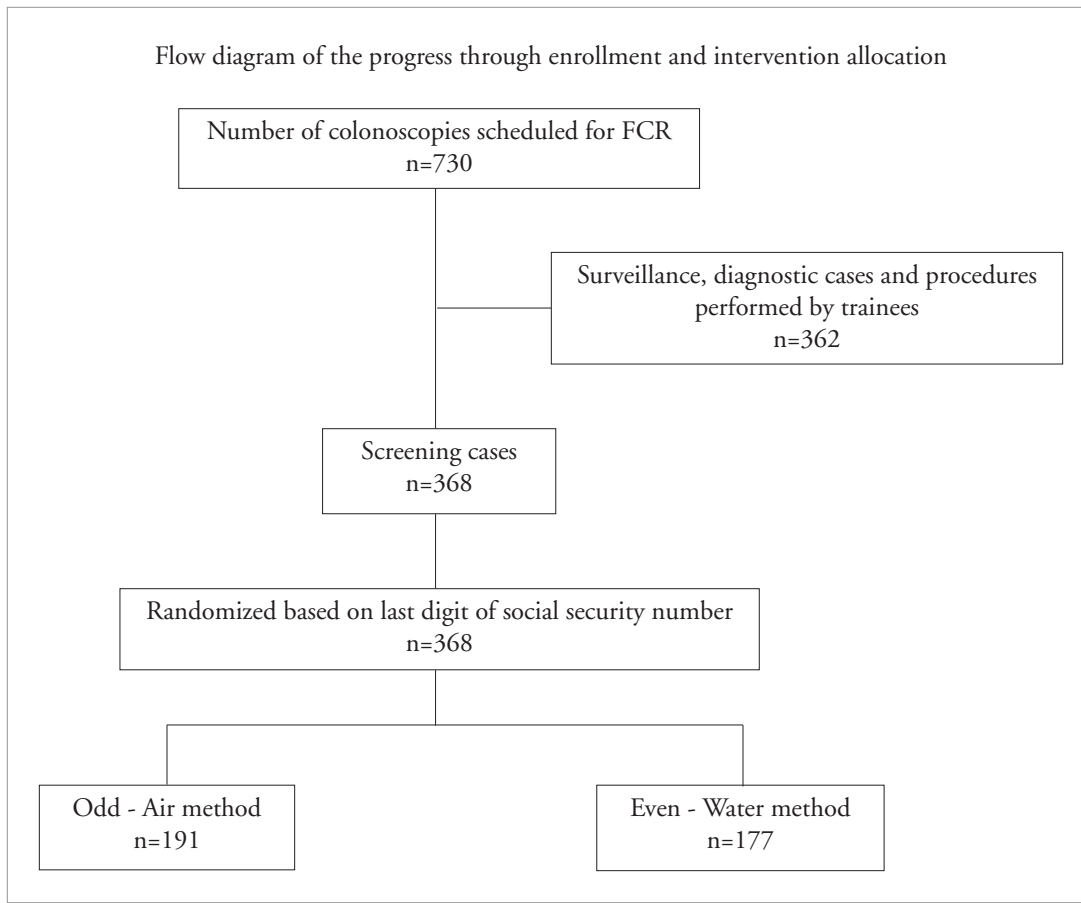 Flow diagram of the progress through enrollment and intervention allocation
Number of colonoscopies scheduled for FCR
n=730
Surveillance, diagnostic cases and procedures
performed by trainees
n=362
Screening cases
n=368
Randomized based on last digit of social security number
n=368
Odd - Air method
n=191
Even - Water method
n=177